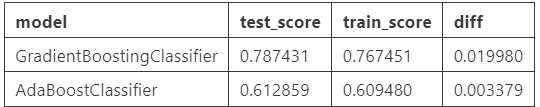 model test_score train_score diff
GradientBoostingClassifier 0.787431 0.767451 0.019980
AdaBoostClassifier 0.612859 0.609480 0.003379